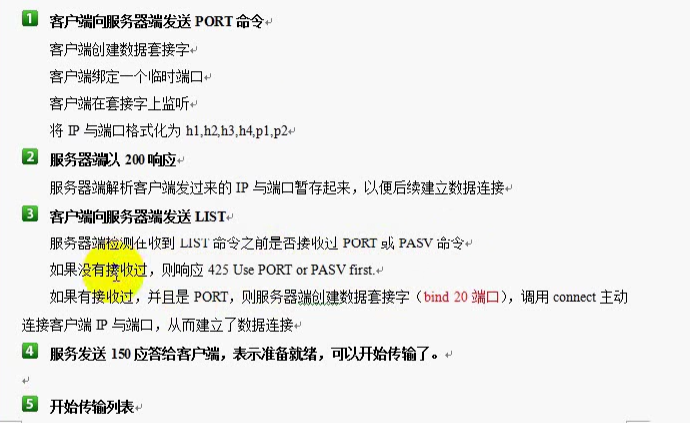 1 客户端向服务器端发送 PORT 命令
客户端创建数据套接字
客户端绑定一个临时端口
客户端在套接字上监听
将 IP 与端口格式化为 h1,h2,h3,h4,p1,p2
2 服务器端以 200 响应
服务器端解析客户端发过来的 IP 与端口暂存起来，以便后续建立数据连接
3 客户端向服务器端发送 LIST
服务器端检测在收到 LIST 命令之前是否接收过 PORT 或 PASV 命令
如果没有接收过，则响应 425 Use PORT or PASV first.
如果有接收过，并且是 PORT，则服务器端创建数据套接字（bind 20 端口），调用 connect 主动
连接客户端 IP 与端口，从而建立了数据连接
4 服务发送 150 应答给客户端，表示准备就绪，可以开始传输了。
5 开始传输列表